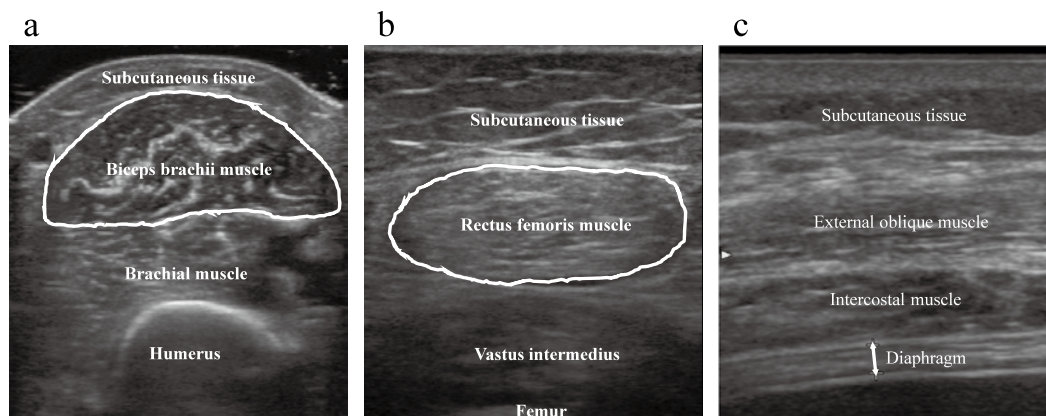 a
Subcutaneous tissue
Biceps brachii muscle
Brachial muscle
Humerus
b
Subcutaneous tissue
Rectus femoris muscle
Vastus intermedius
Femur
c
Subcutaneous tissue
External oblique muscle
Intercostal muscle
Diaphragm